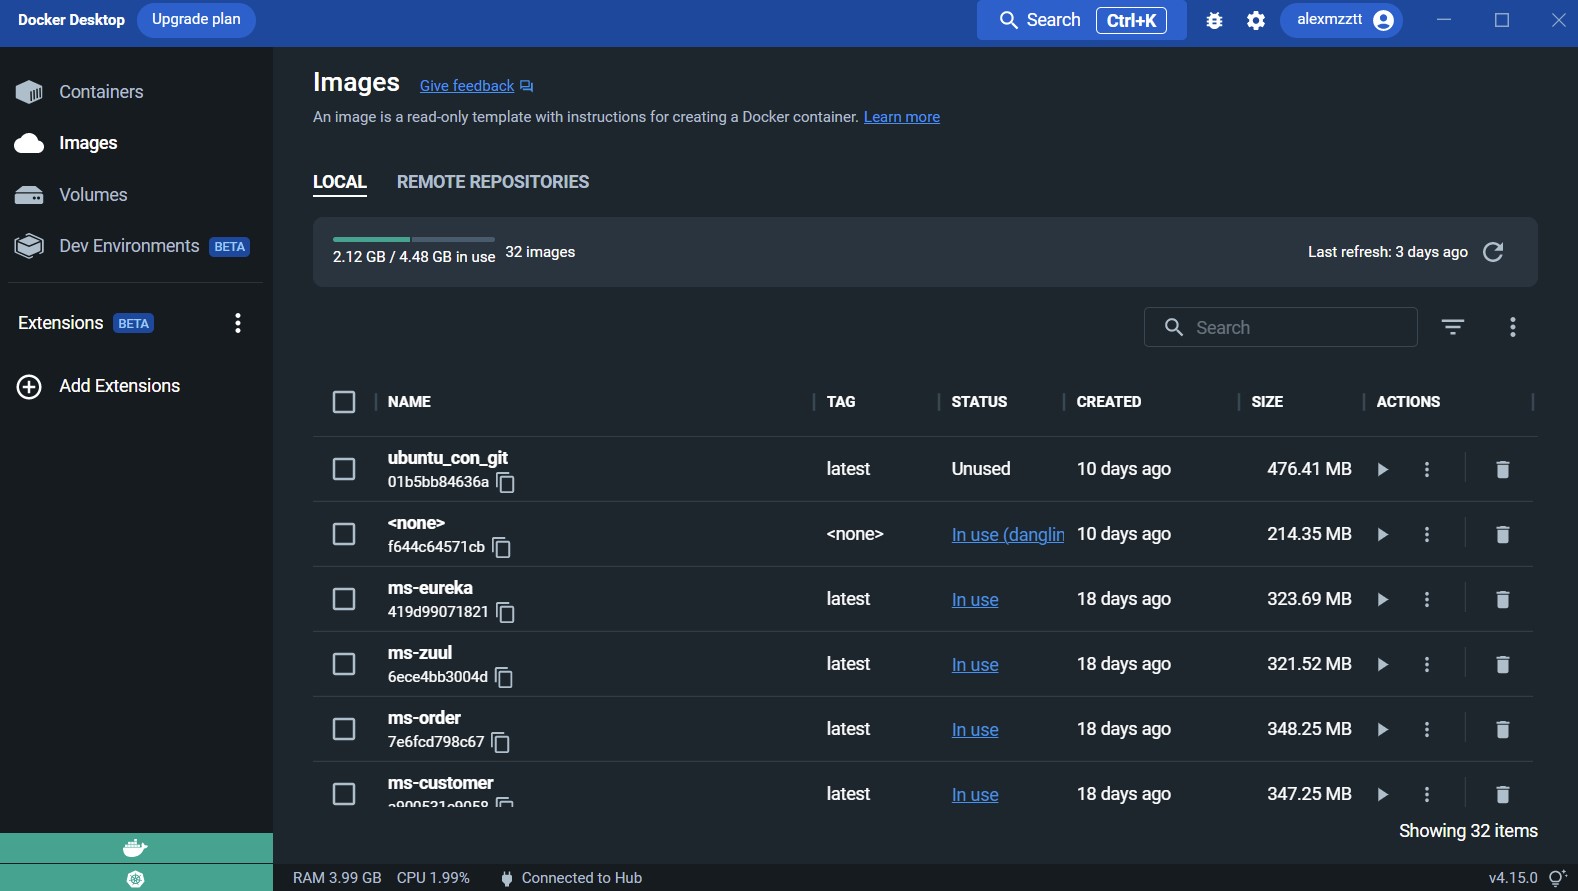 Docker Desktop Upgrade plan Search Ctrl+K alexmzztt
Containers
Images
Volumes
Dev Environments BETA
Extensions BETA
Add Extensions
Images Give feedback
An image is a read-only template with instructions for creating a Docker container. Learn more
LOCAL REMOTE REPOSITORIES
2.12 GB / 4.48 GB in use 32 images Last refresh: 3 days ago
Search
NAME TAG STATUS CREATED SIZE ACTIONS
ubuntu_con_git
01b5bb84636a
latest Unused 10 days ago 476.41 MB
<none>
f644c64571cb
<none> In use (danglin 10 days ago 214.35 MB
ms-eureka
419d99071821
latest In use 18 days ago 323.69 MB
ms-zuul
6ece4bb3004d
latest In use 18 days ago 321.52 MB
ms-order
7e6fcd798c67
latest In use 18 days ago 348.25 MB
ms-customer
latest In use 18 days ago 347.25 MB
Showing 32 items
RAM 3.99 GB CPU 1.99% Connected to Hub v4.15.0